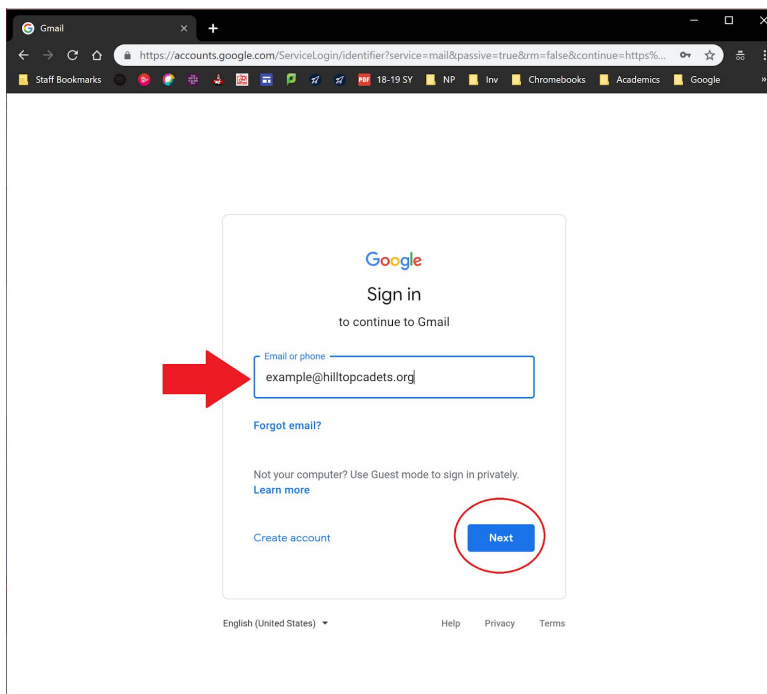 Gmail
https://accounts.google.com/ServiceLogin/identifier?service=mail&passive=true&rm=false&continue=https%...
Staff Bookmarks PDF 18-19 SY NP Inv Chromebooks Academics Google »
Google
Sign in
to continue to Gmail
Email or phone
example@hilltopcadets.org
Forgot email?
Not your computer? Use Guest mode to sign in privately.
Learn more
Create account Next
English (United States) Help Privacy Terms